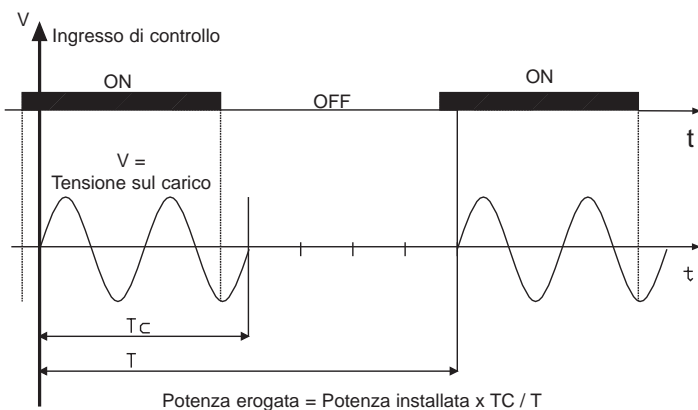 V
Ingresso di controllo
ON
ON
OFF
t
V =
Tensione sul carico
t
Tc
T
Potenza erogata = Potenza installata x TC / T